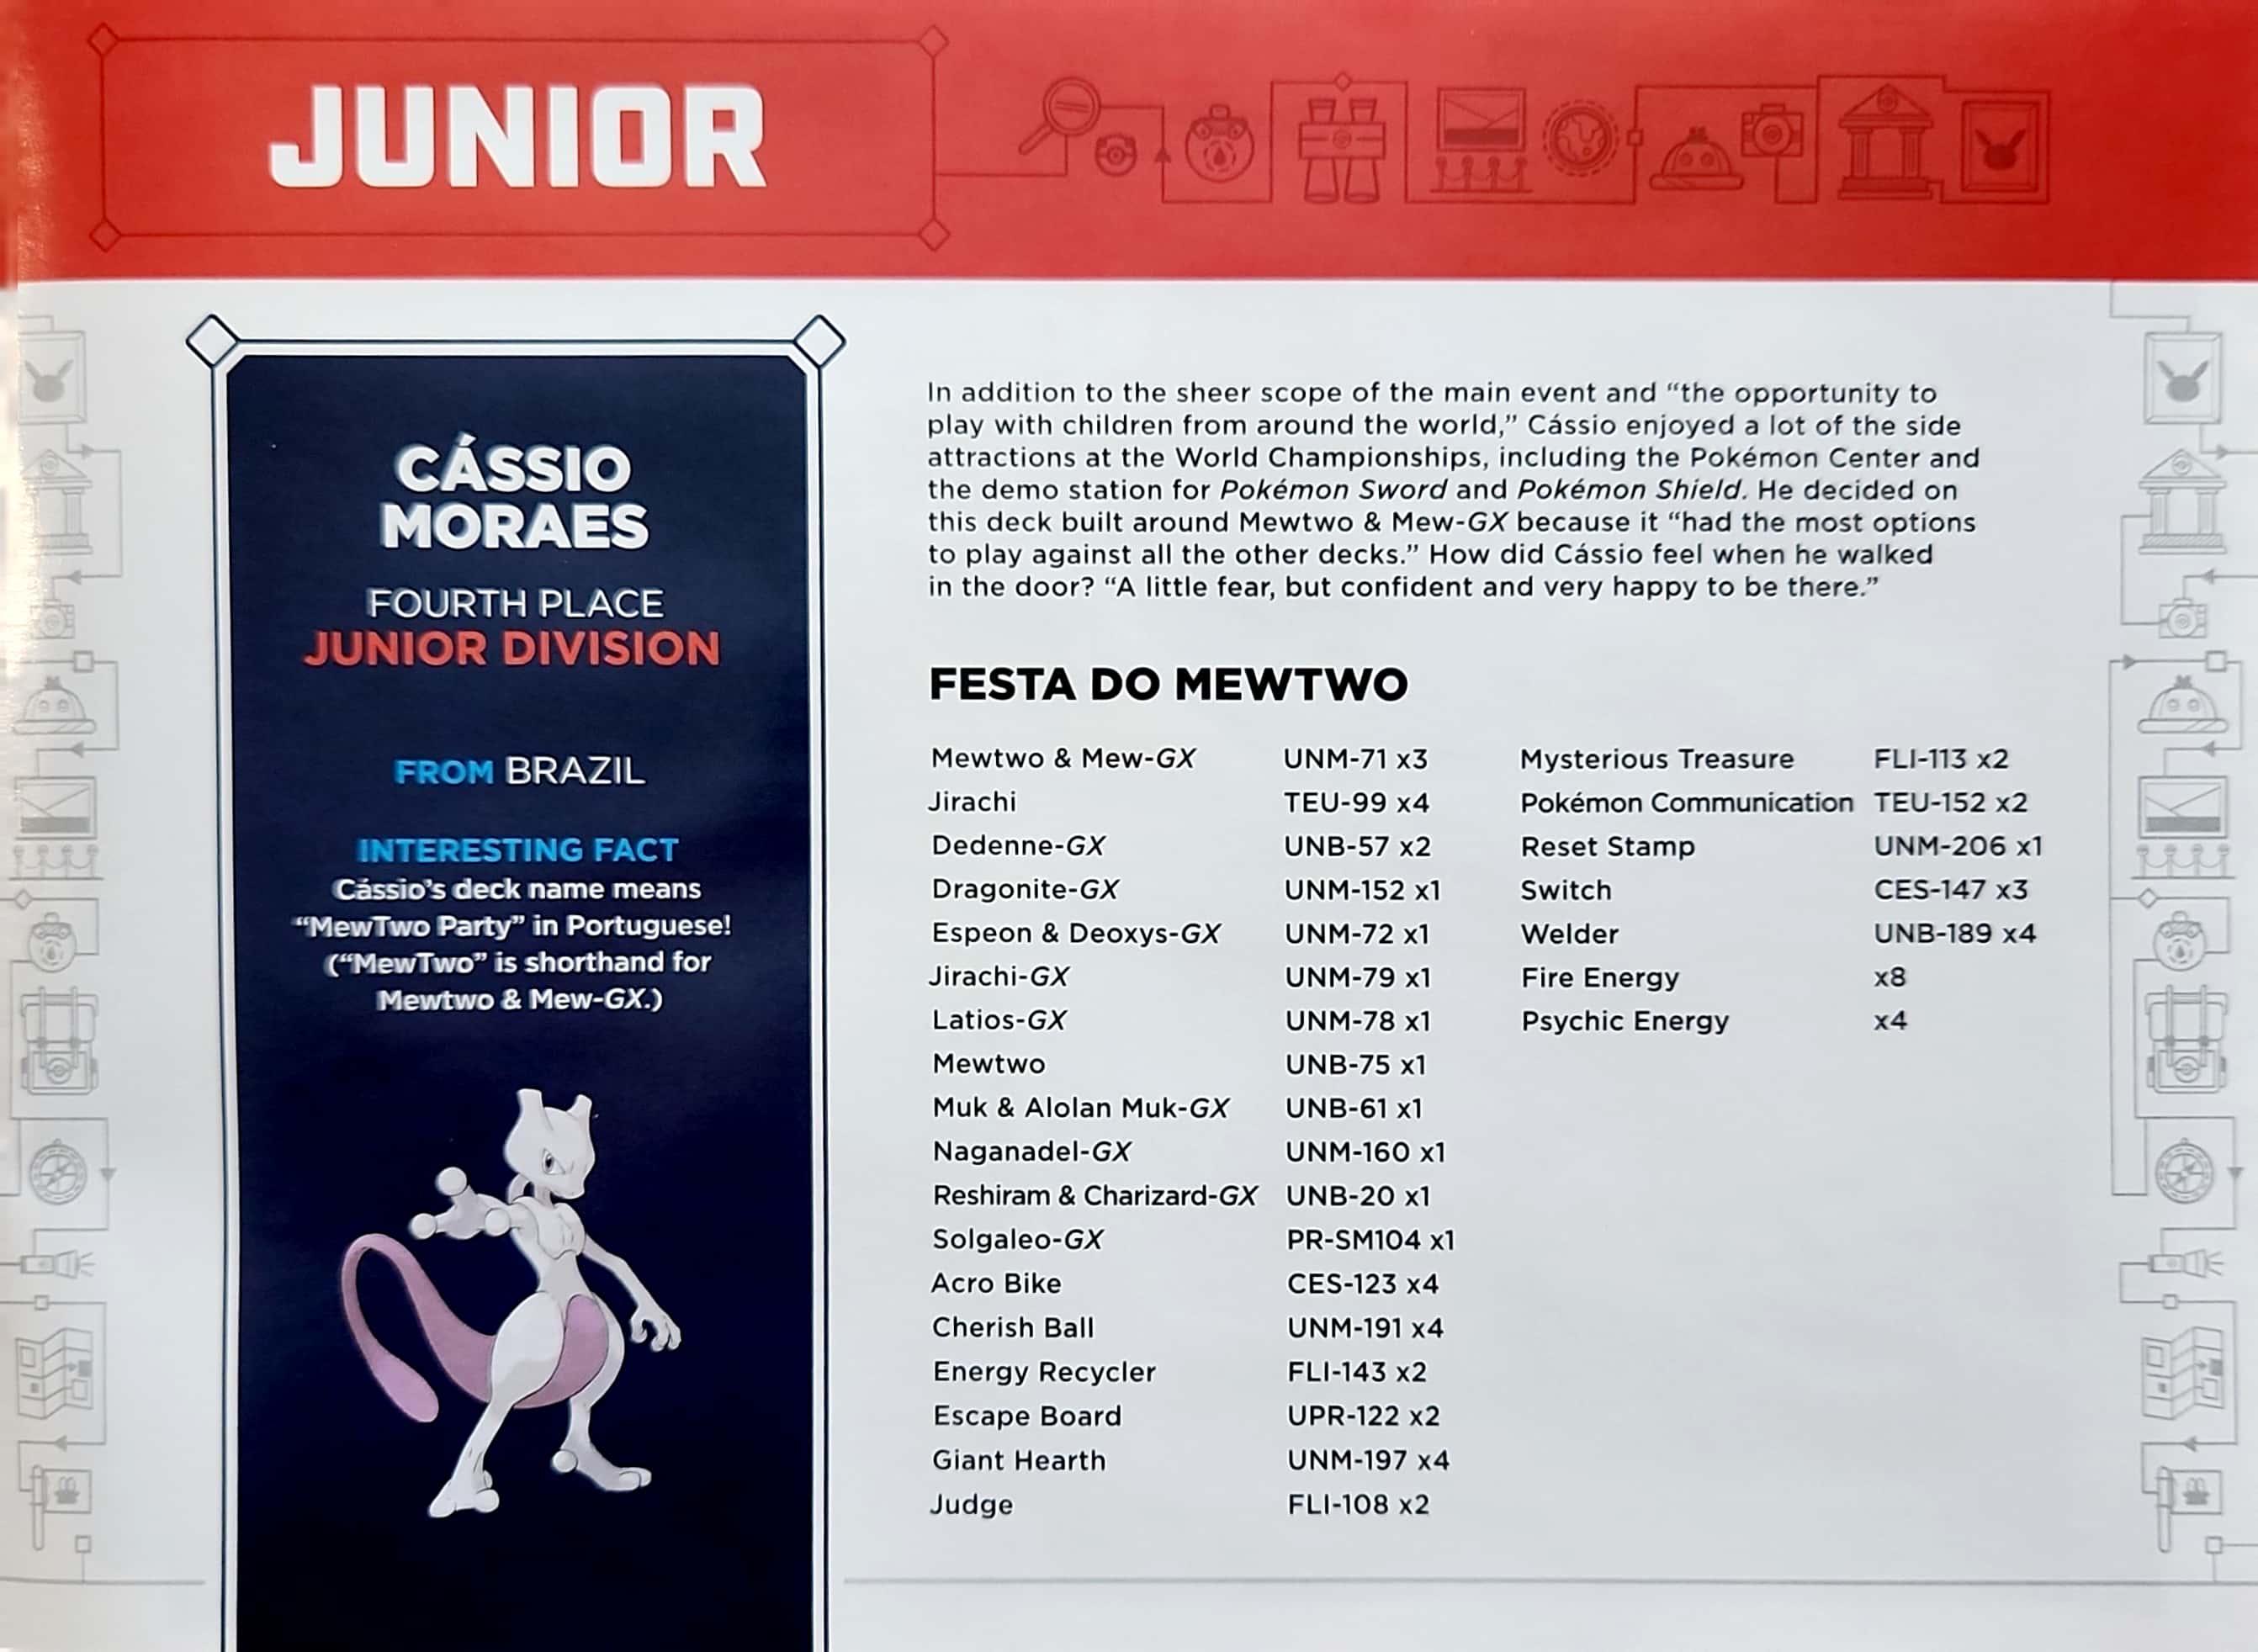 JUNIOR
CÁSSIO
MORAES
FOURTH PLACE
JUNIOR DIVISION
FROM BRAZIL
INTERESTING FACT
Cássio's deck name means
“MewTwo Party” in Portuguese!
(“MewTwo” is shorthand for
Mewtwo & Mew-GX.)
In addition to the sheer scope of the main event and “the opportunity to
play with children from around the world,” Cássio enjoyed a lot of the side
attractions at the World Championships, including the Pokémon Center and
the demo station for Pokémon Sword and Pokémon Shield. He decided on
this deck built around Mewtwo & Mew-GX because it “had the most options
to play against all the other decks.” How did Cássio feel when he walked
in the door? “A little fear, but confident and very happy to be there.”
FESTA DO MEWTWO
Mewtwo & Mew-GX UNM-71 x3
Jirachi TEU-99 x4
Dedenne-GX UNB-57 x2
Dragonite-GX UNM-152 x1
Espeon & Deoxys-GX UNM-72 x1
Jirachi-GX UNM-79 x1
Latios-GX UNM-78 x1
Mewtwo UNB-75 x1
Muk & Alolan Muk-GX UNB-61 x1
Naganadel-GX UNM-160 x1
Reshiram & Charizard-GX UNB-20 x1
Solgaleo-GX PR-SM104 x1
Acro Bike CES-123 x4
Cherish Ball UNM-191 x4
Energy Recycler FLI-143 x2
Escape Board UPR-122 x2
Giant Hearth UNM-197 x4
Judge FLI-108 x2
Mysterious Treasure FLI-113 x2
Pokémon Communication TEU-152 x2
Reset Stamp UNM-206 x1
Switch CES-147 x3
Welder UNB-189 x4
Fire Energy x8
Psychic Energy x4